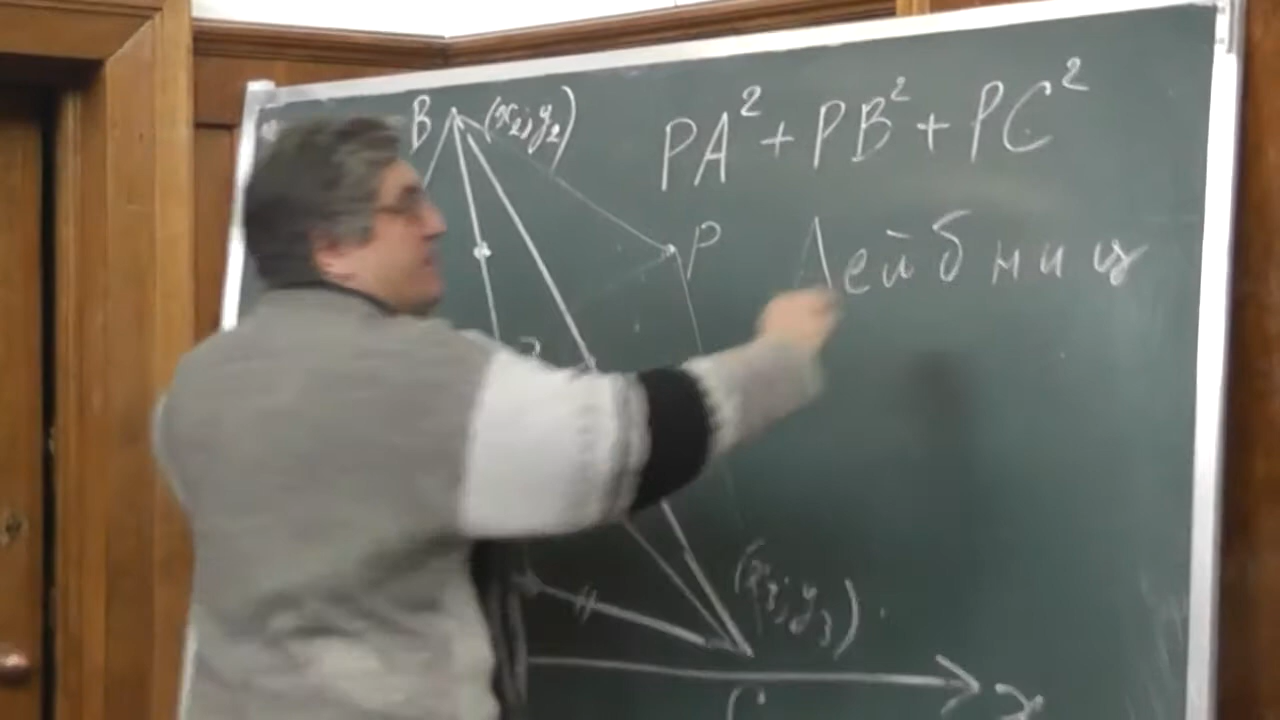 B (x₂; y₂)
PA² + PB² + PC²
P
Лейбниц
(x₃; y₃)
x